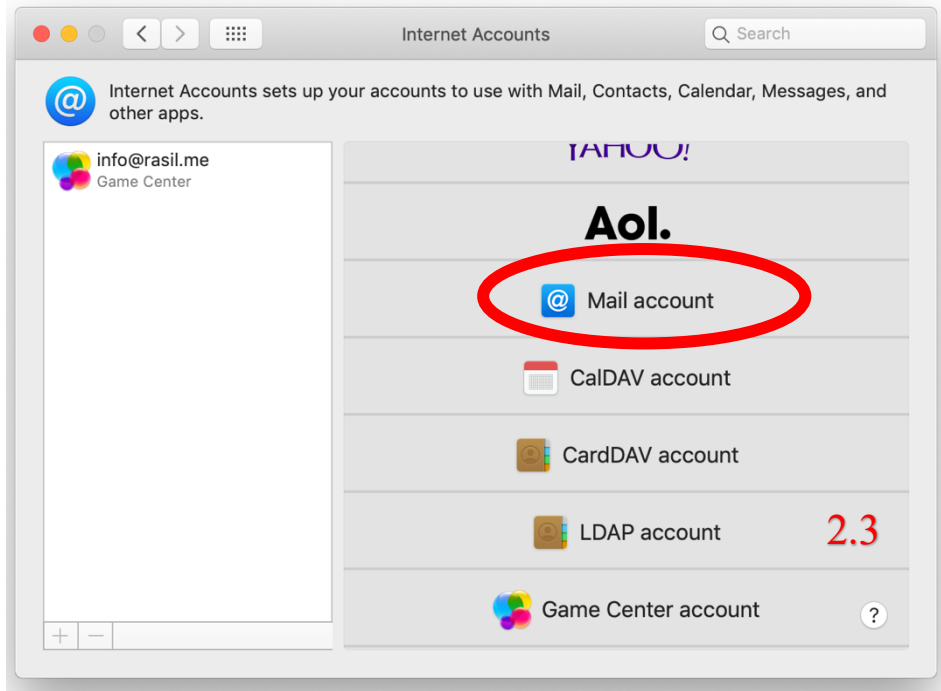 Internet Accounts
Search
Internet Accounts sets up your accounts to use with Mail, Contacts, Calendar, Messages, and
other apps.
info@rasil.me
Game Center
YAHOO!
Aol.
@ Mail account
CalDAV account
CardDAV account
LDAP account
2.3
Game Center account
?